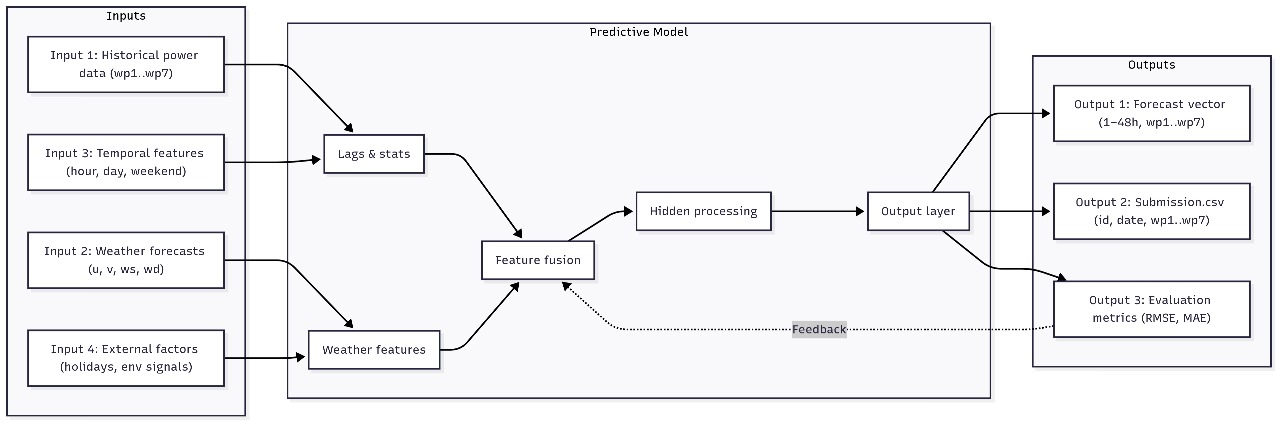 Inputs
Input 1: Historical power
data (wp1..wp7)
Input 3: Temporal features
(hour, day, weekend)
Input 2: Weather forecasts
(u, v, ws, wd)
Input 4: External factors
(holidays, env signals)
Predictive Model
Lags & stats
Weather features
Feature fusion
Hidden processing
Output layer
Feedback
Outputs
Output 1: Forecast vector
(1–48h, wp1..wp7)
Output 2: Submission.csv
(id, date, wp1..wp7)
Output 3: Evaluation
metrics (RMSE, MAE)